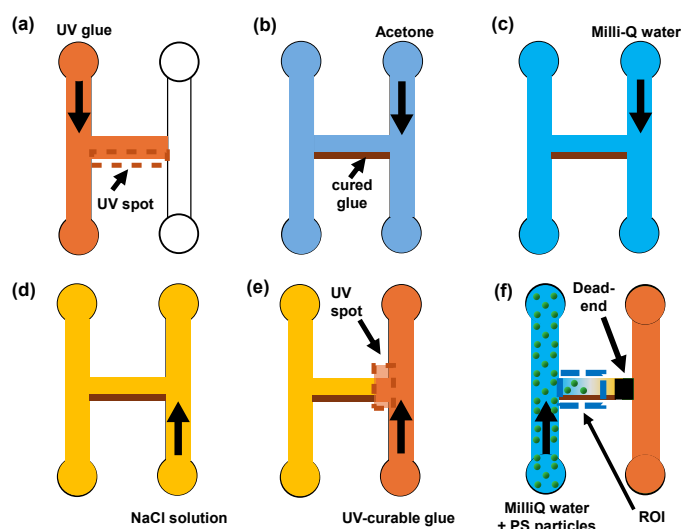 (a)
UV glue
UV spot
(b)
Acetone
cured
glue
(c)
Milli-Q water
(d)
NaCl solution
(e)
UV
spot
UV-curable glue
(f)
Dead-
end
MilliQ water
+ PS particles
ROI